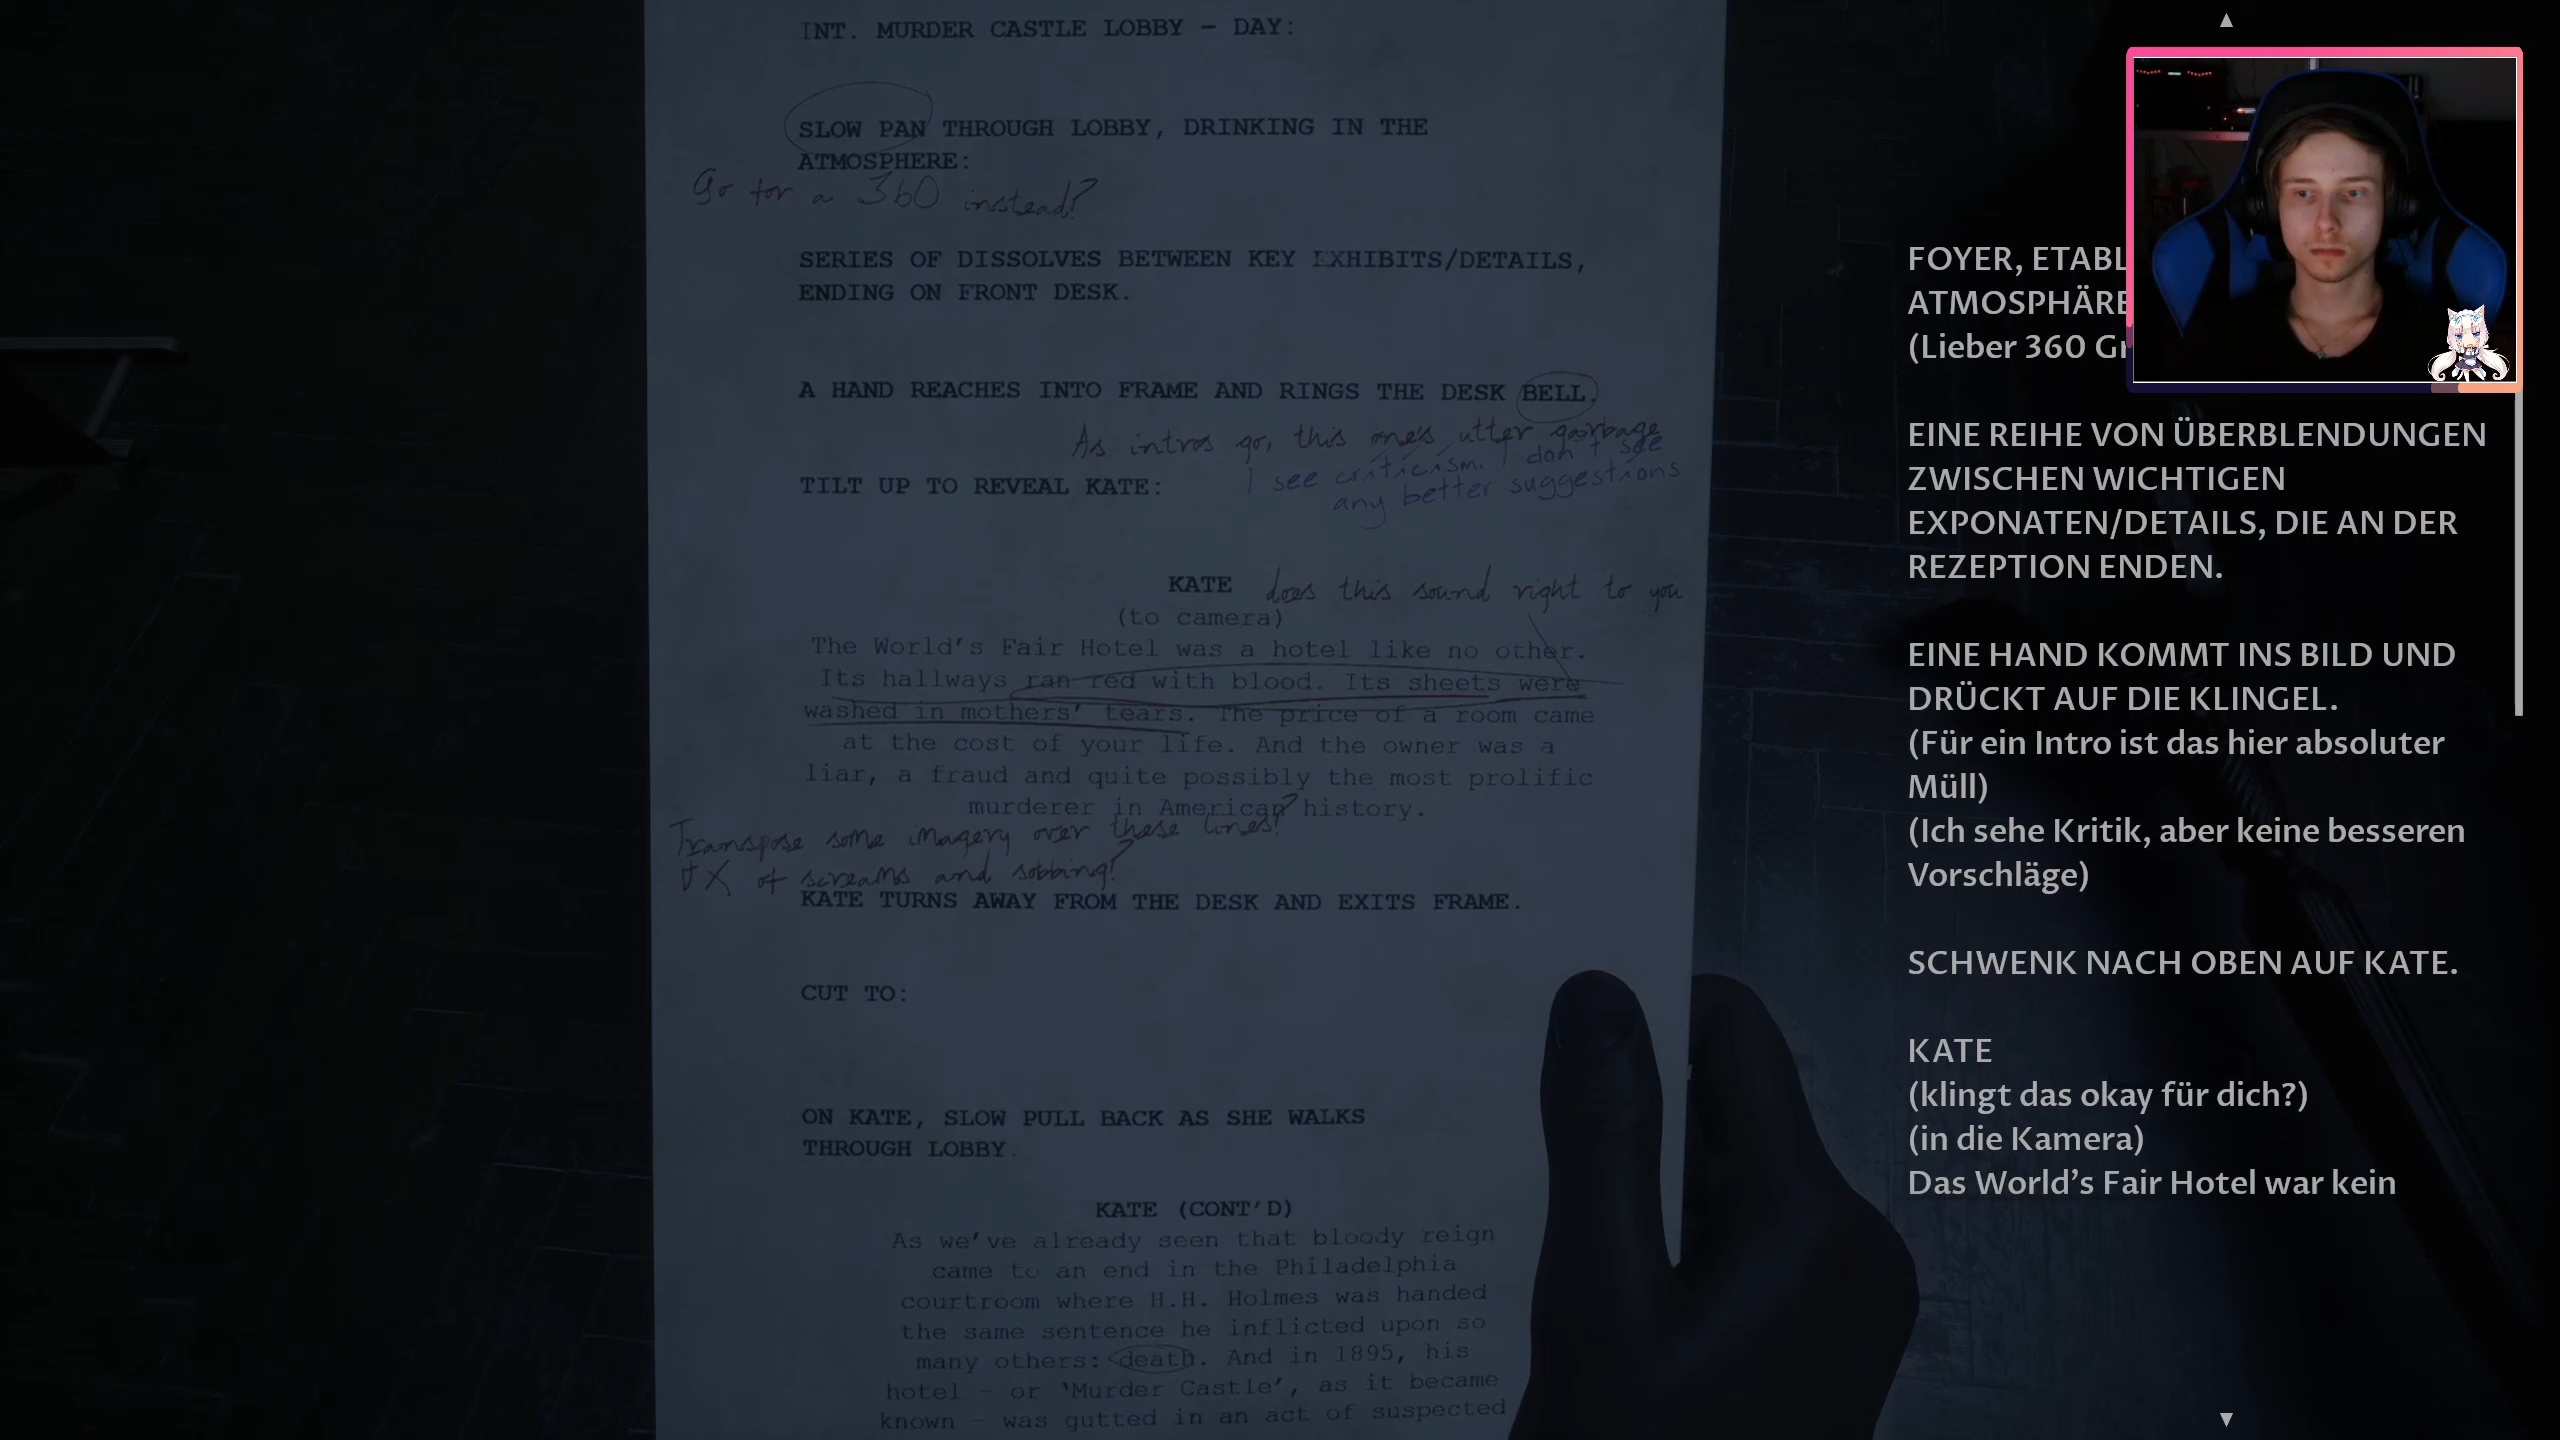 INT. MURDER CASTLE LOBBY – DAY:
SLOW PAN THROUGH LOBBY, DRINKING IN THE
ATMOSPHERE:
Go for a 360 instead?
SERIES OF DISSOLVES BETWEEN KEY EXHIBITS/DETAILS,
ENDING ON FRONT DESK.
A HAND REACHES INTO FRAME AND RINGS THE DESK BELL.
As intros go, this one's utter garbage
I see criticism. I don't see
any better suggestions
TILT UP TO REVEAL KATE:
KATE does this sound right to you
(to camera)
The World's Fair Hotel was a hotel like no other.
Its hallways ran red with blood. Its sheets were
washed in mothers' tears. The price of a room came
at the cost of your life. And the owner was a
liar, a fraud and quite possibly the most prolific
murderer in American history.
Transpose some imagery over these lines?
FX of screams and sobbing?
KATE TURNS AWAY FROM THE DESK AND EXITS FRAME.
CUT TO:
ON KATE, SLOW PULL BACK AS SHE WALKS
THROUGH LOBBY.
KATE (CONT'D)
As we've already seen that bloody reign
came to an end in the Philadelphia
courtroom where H.H. Holmes was handed
the same sentence he inflicted upon so
many others: death. And in 1895, his
hotel – or 'Murder Castle', as it became
known – was gutted in an act of suspected
FOYER, ETABL
ATMOSPHÄRE
(Lieber 360 Gr
EINE REIHE VON ÜBERBLENDUNGEN
ZWISCHEN WICHTIGEN
EXPONATEN/DETAILS, DIE AN DER
REZEPTION ENDEN.
EINE HAND KOMMT INS BILD UND
DRÜCKT AUF DIE KLINGEL.
(Für ein Intro ist das hier absoluter
Müll)
(Ich sehe Kritik, aber keine besseren
Vorschläge)
SCHWENK NACH OBEN AUF KATE.
KATE
(klingt das okay für dich?)
(in die Kamera)
Das World's Fair Hotel war kein